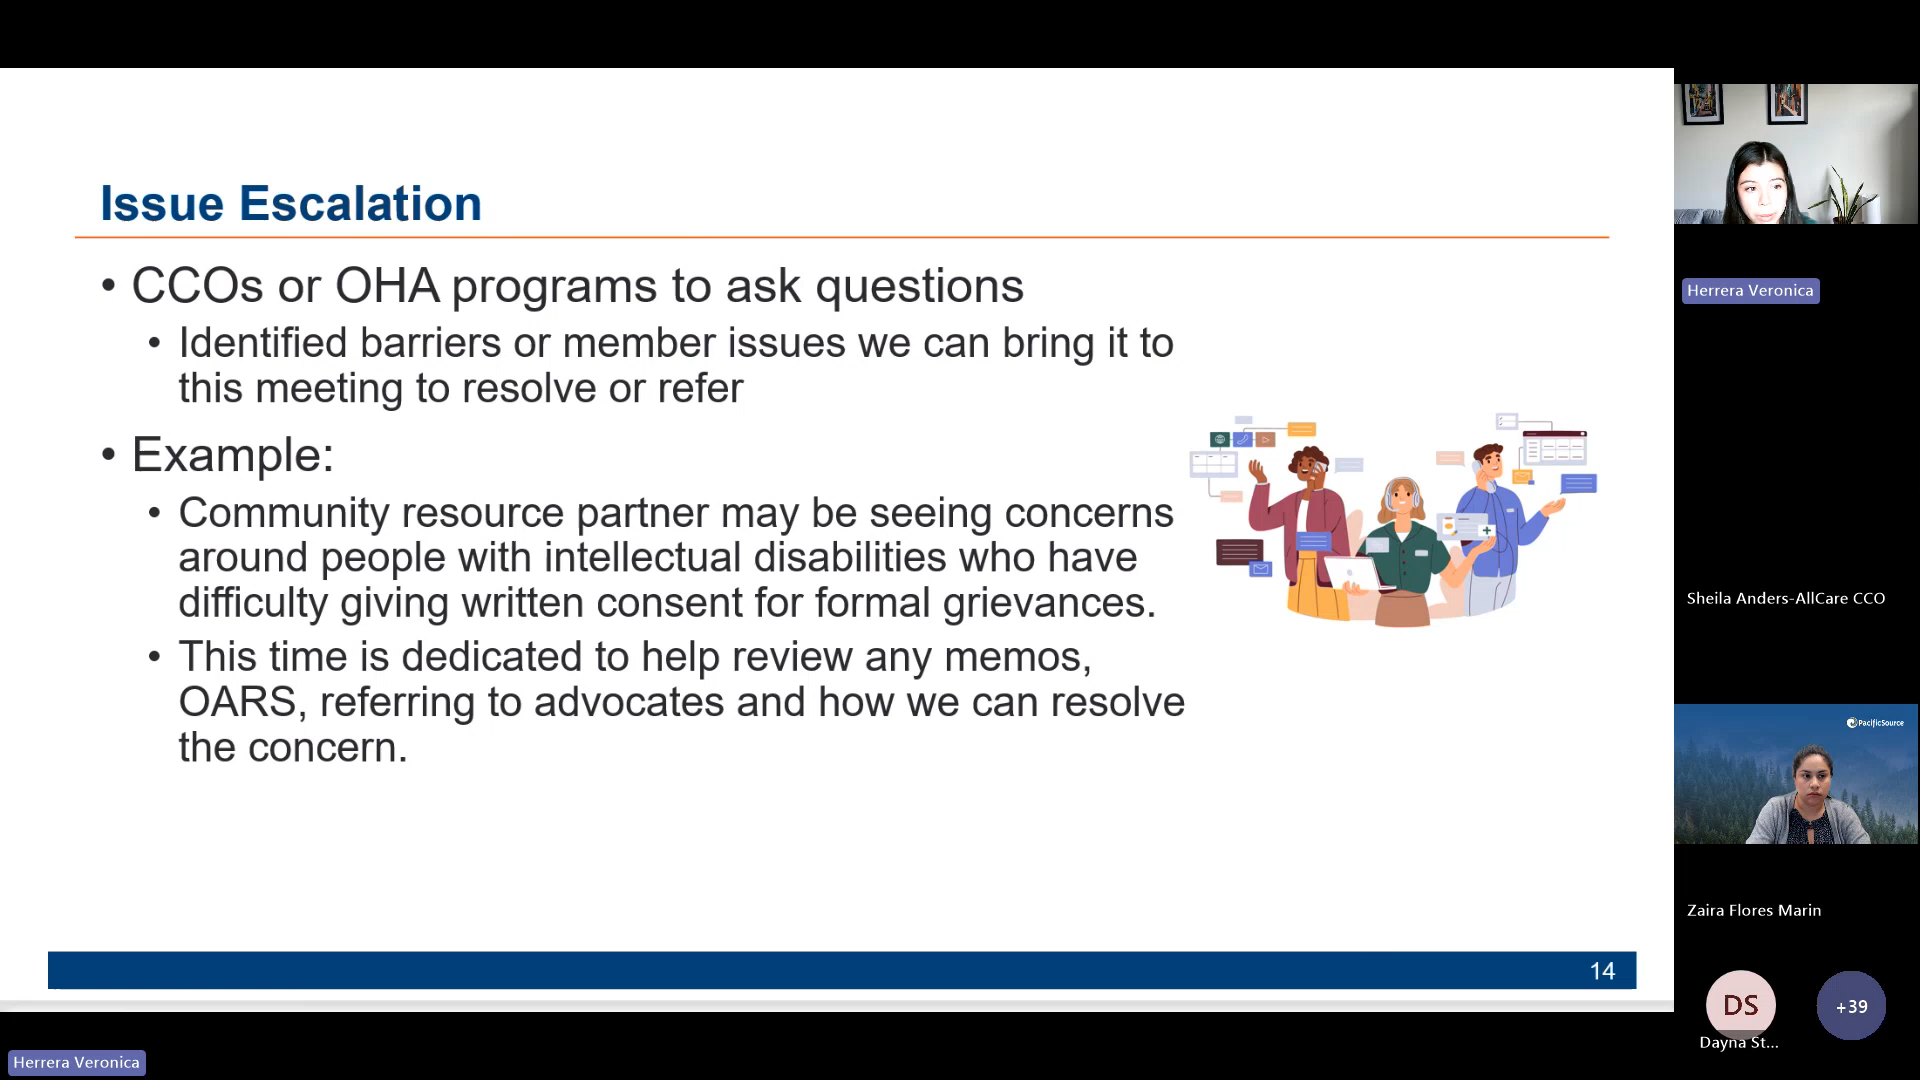 Issue Escalation
• CCOs or OHA programs to ask questions
• Identified barriers or member issues we can bring it to
this meeting to resolve or refer
• Example:
• Community resource partner may be seeing concerns
around people with intellectual disabilities who have
difficulty giving written consent for formal grievances.
• This time is dedicated to help review any memos,
OARS, referring to advocates and how we can resolve
the concern.
14
Herrera Veronica
Sheila Anders-AllCare CCO
PacificSource
Zaira Flores Marin
DS
+39
Dayna St...
Herrera Veronica